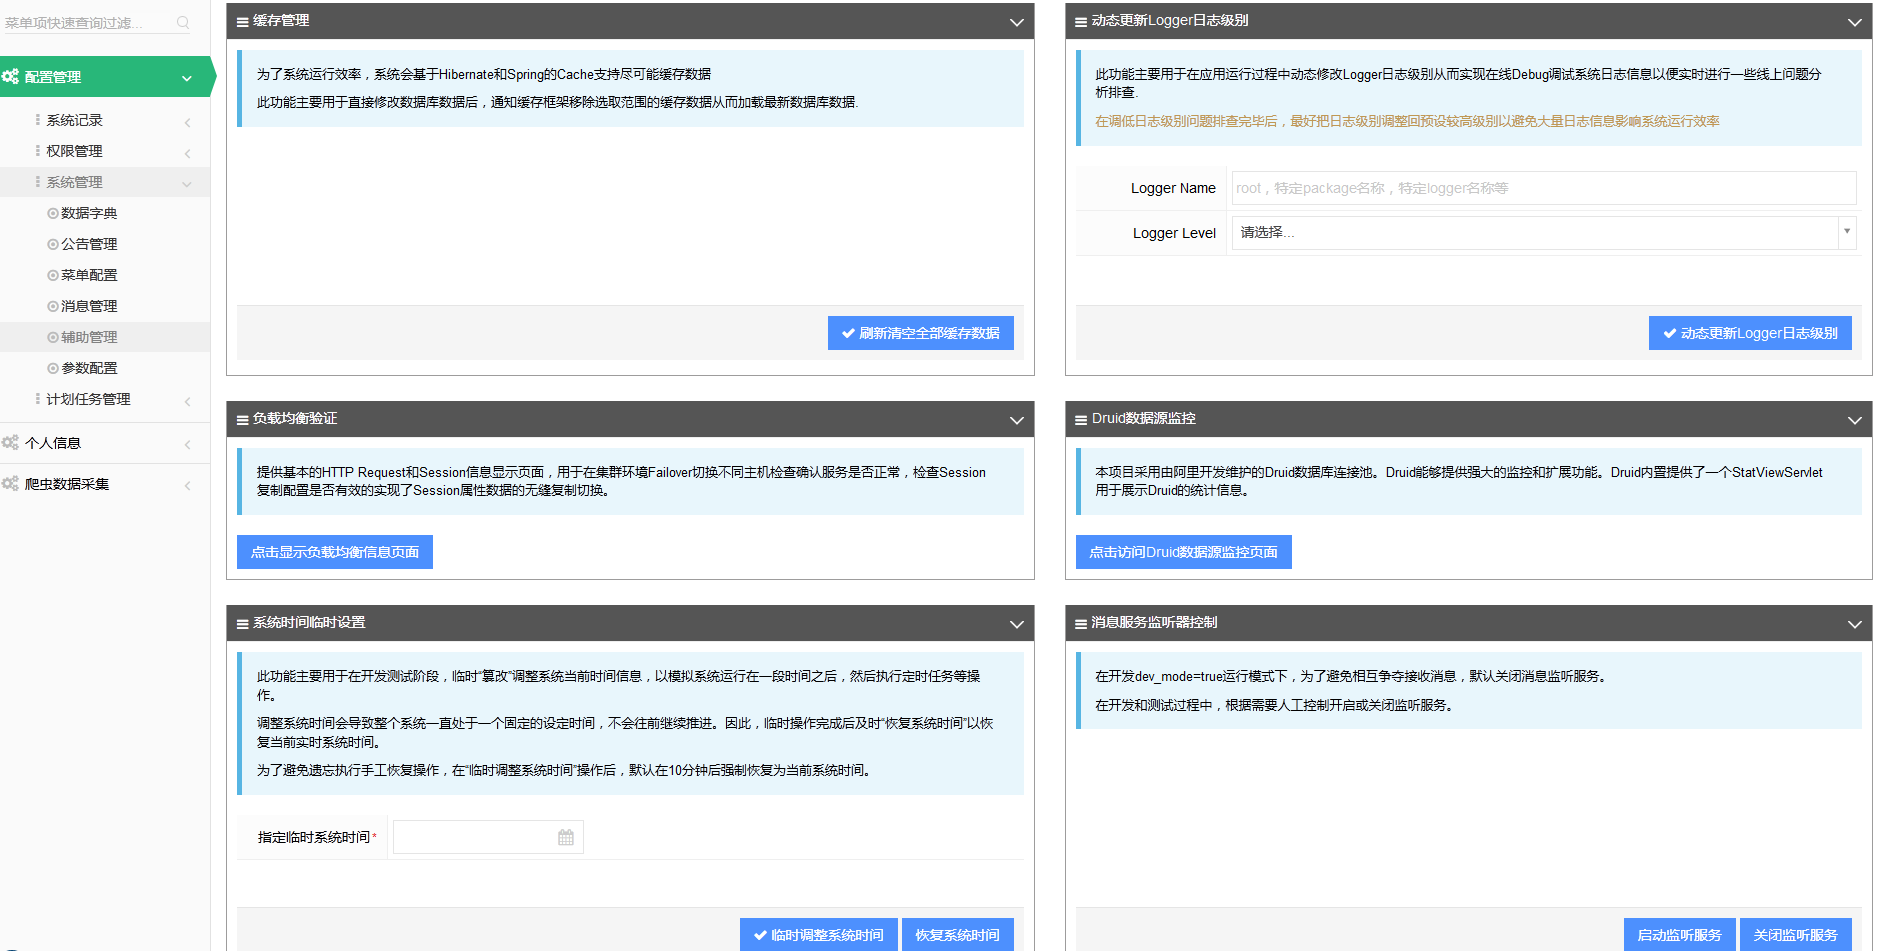 菜单项快速查询过滤...
配置管理
系统记录
权限管理
系统管理
数据字典
公告管理
菜单配置
消息管理
辅助管理
参数配置
计划任务管理
个人信息
爬虫数据采集
缓存管理
为了系统运行效率，系统会基于Hibernate和Spring的Cache支持尽可能缓存数据
此功能主要用于直接修改数据库数据后，通知缓存框架移除选取范围的缓存数据从而加载最新数据库数据.
刷新清空全部缓存数据
动态更新Logger日志级别
此功能主要用于在应用运行过程中动态修改Logger日志级别从而实现在线Debug调试系统日志信息以便实时进行一些线上问题分
析排查.
在调低日志级别问题排查完毕后，最好把日志级别调整回预设较高级别以避免大量日志信息影响系统运行效率
Logger Name
root，特定package名称，特定logger名称等
Logger Level
请选择...
动态更新Logger日志级别
负载均衡验证
提供基本的HTTP Request和Session信息显示页面，用于在集群环境Failover切换不同主机检查确认服务是否正常，检查Session
复制配置是否有效的实现了Session属性数据的无缝复制切换。
点击显示负载均衡信息页面
Druid数据源监控
本项目采用由阿里开发维护的Druid数据库连接池。Druid能够提供强大的监控和扩展功能。Druid内置提供了一个StatViewServlet
用于展示Druid的统计信息。
点击访问Druid数据源监控页面
系统时间临时设置
此功能主要用于在开发测试阶段，临时“篡改”调整系统当前时间信息，以模拟系统运行在一段时间之后，然后执行定时任务等操
作。
调整系统时间会导致整个系统一直处于一个固定的设定时间，不会往前继续推进。因此，临时操作完成后及时“恢复系统时间”以恢
复当前实时系统时间。
为了避免遗忘执行手工恢复操作，在“临时调整系统时间”操作后，默认在10分钟后强制恢复为当前系统时间。
指定临时系统时间*
临时调整系统时间
恢复系统时间
消息服务监听器控制
在开发dev_mode=true运行模式下，为了避免相互争夺接收消息，默认关闭消息监听服务。
在开发和测试过程中，根据需要人工控制开启或关闭监听服务。
启动监听服务
关闭监听服务